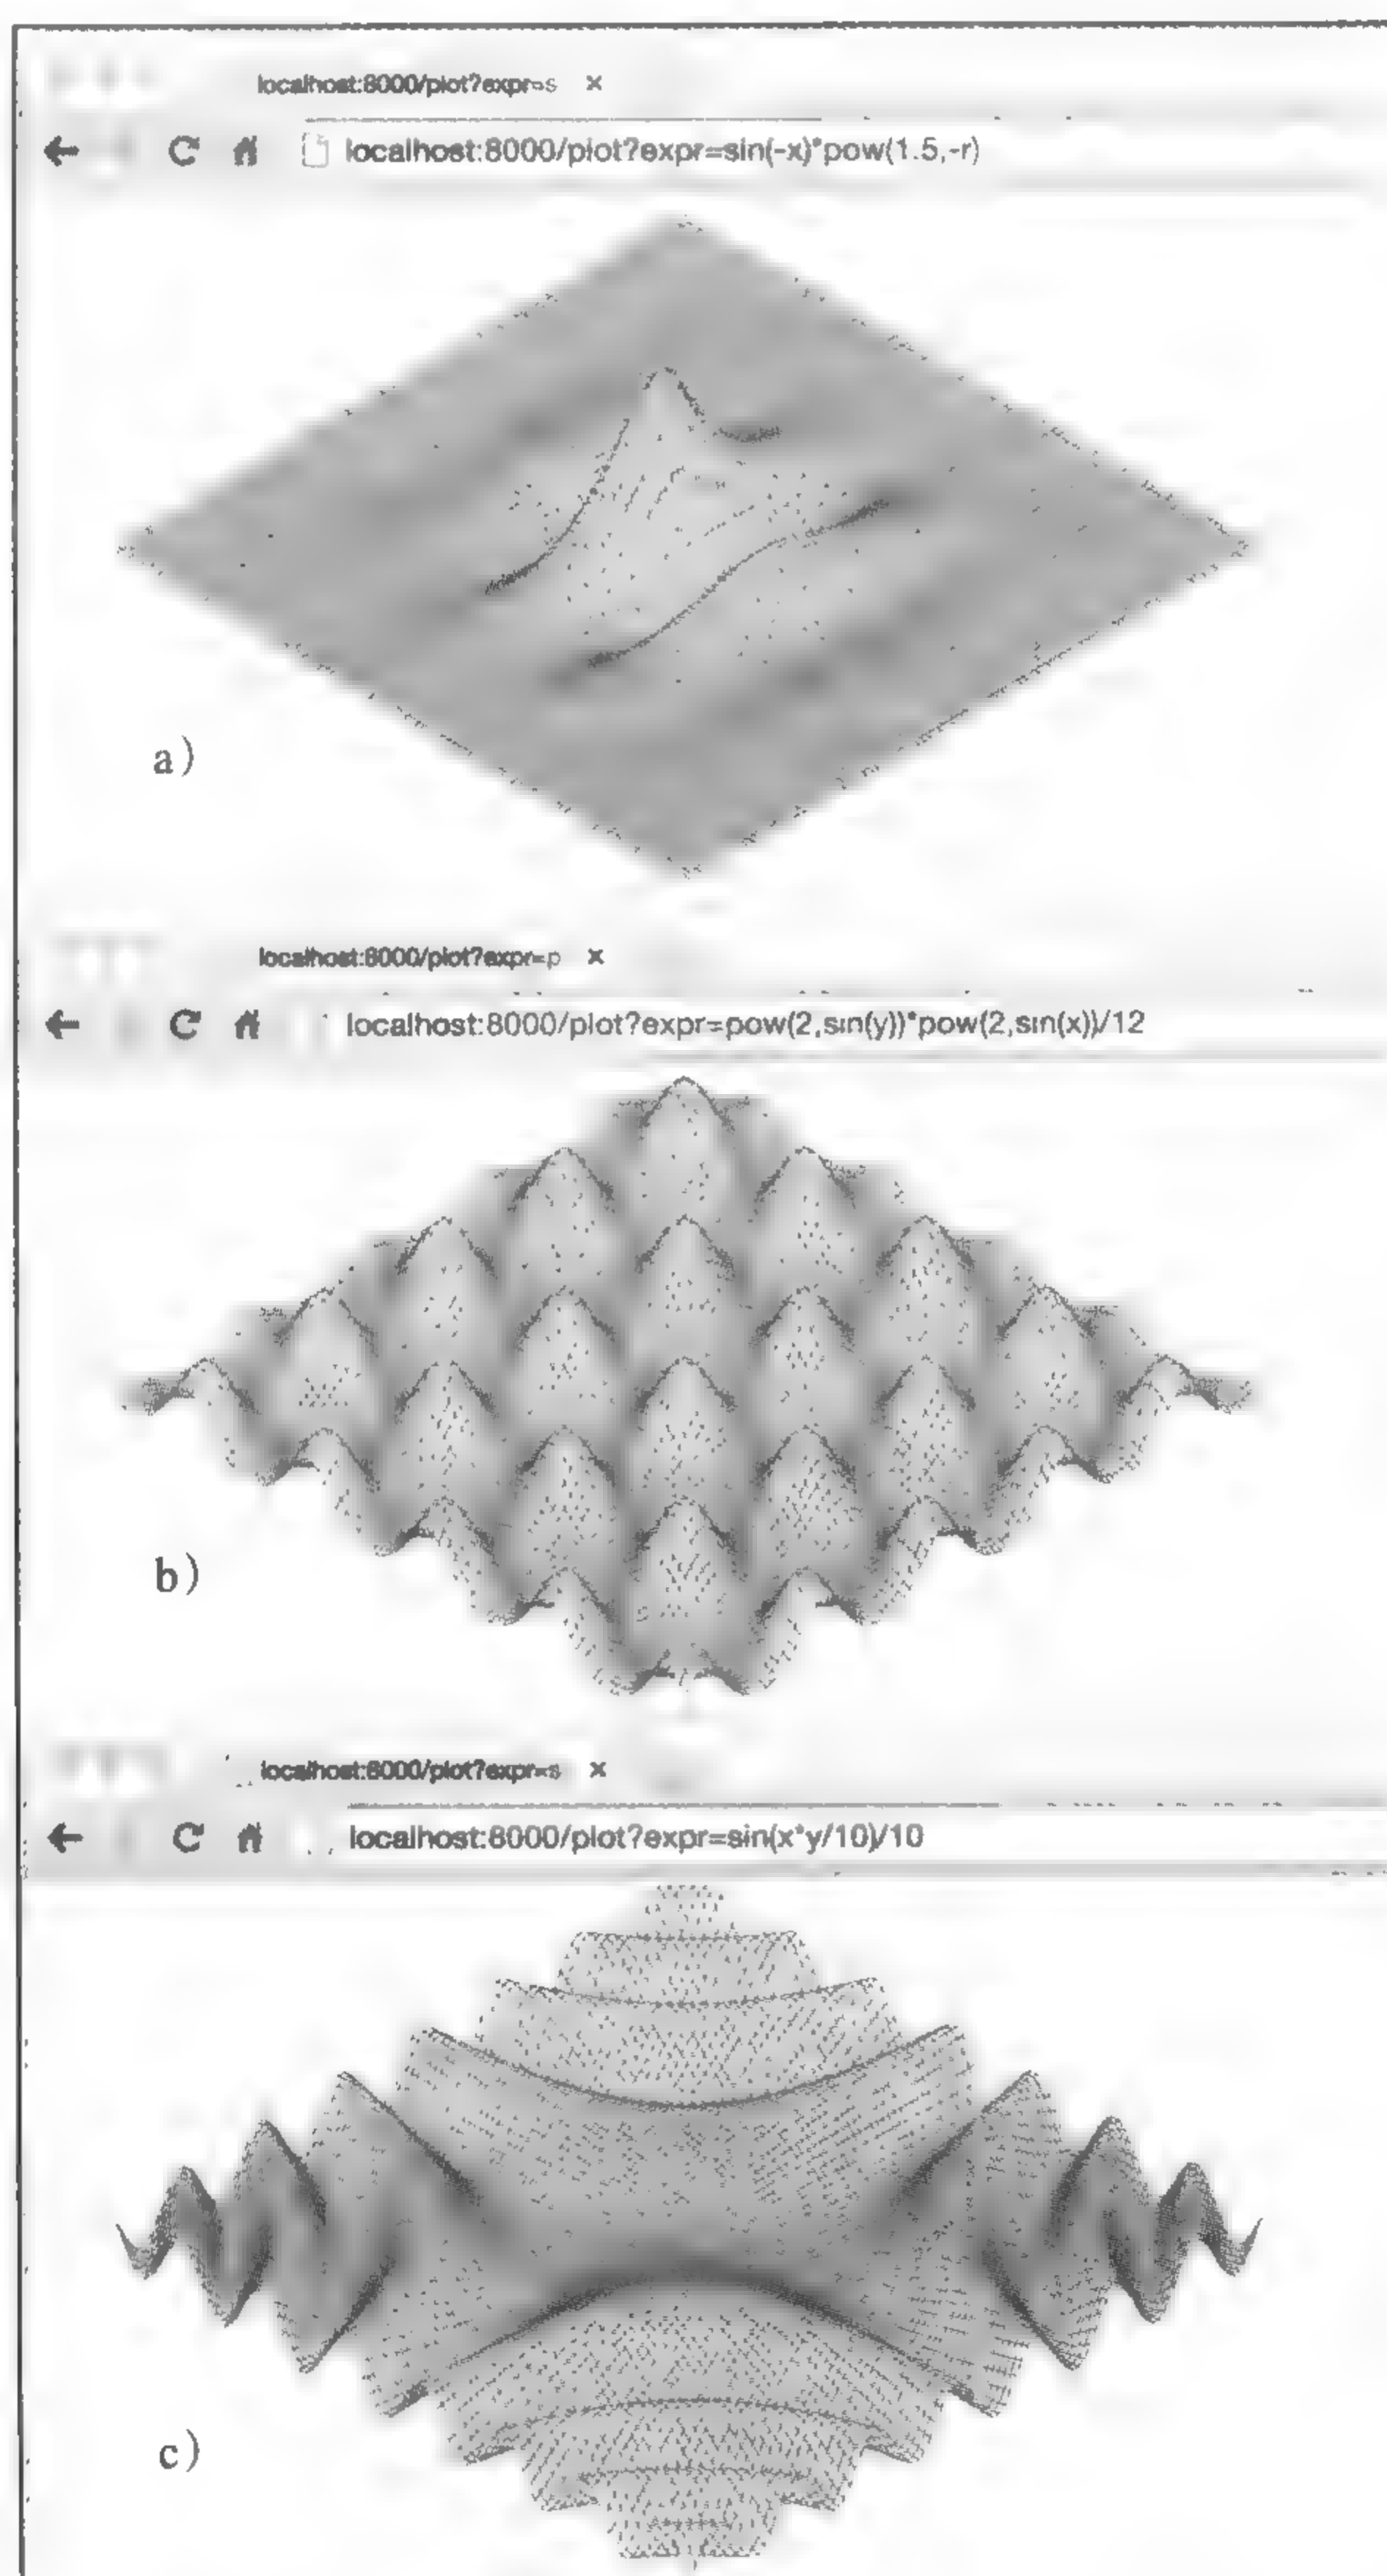 localhost:8000/plot?expr=s ×
localhost:8000/plot?expr=sin(-x)*pow(1.5,-r)
a)
localhost:8000/plot?expr=p ×
localhost:8000/plot?expr=pow(2,sin(y))*pow(2,sin(x))/12
b)
localhost:8000/plot?expr=s ×
localhost:8000/plot?expr=sin(x*y/10)/10
c)